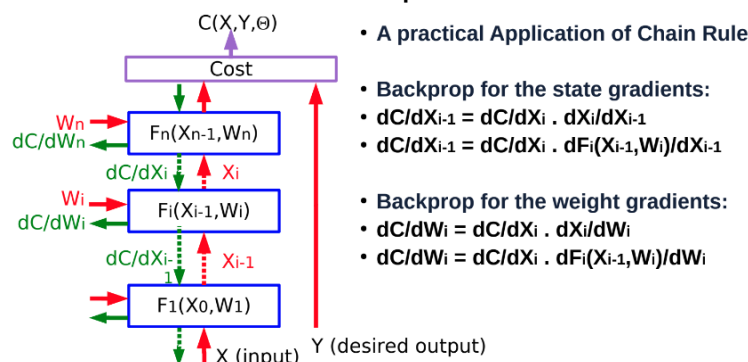 C(X,Y,Θ)
Cost
Wn
dC/dWn
Fn(Xn-1,Wn)
dC/dXi
Xi
Wi
dC/dWi
Fi(Xi-1,Wi)
dC/dXi-
1
Xi-1
F1(X0,W1)
X (input)
Y (desired output)
• A practical Application of Chain Rule
• Backprop for the state gradients:
• dC/dXi-1 = dC/dXi . dXi/dXi-1
• dC/dXi-1 = dC/dXi . dFi(Xi-1,Wi)/dXi-1
• Backprop for the weight gradients:
• dC/dWi = dC/dXi . dXi/dWi
• dC/dWi = dC/dXi . dFi(Xi-1,Wi)/dWi